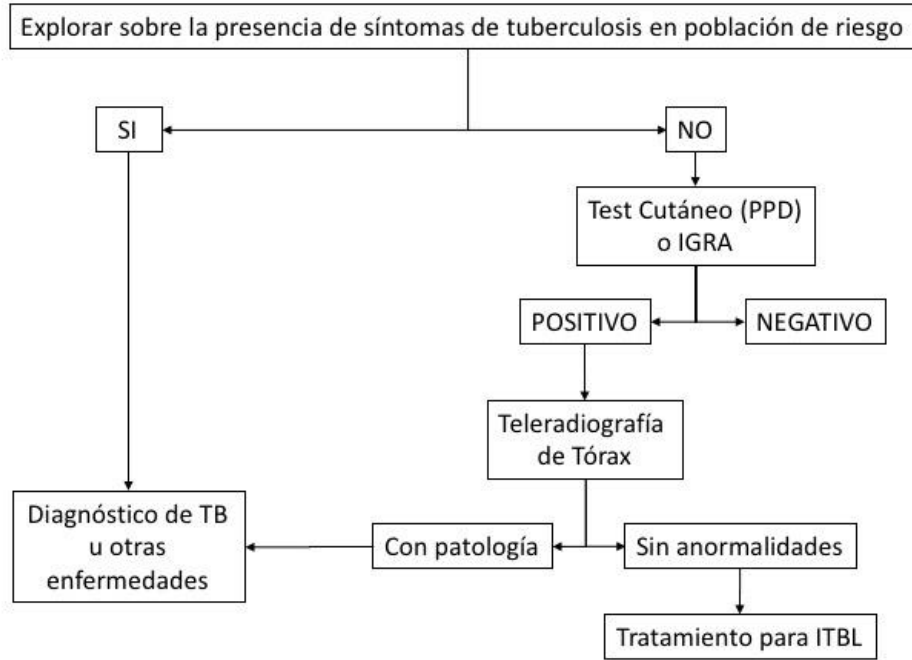 Explorar sobre la presencia de síntomas de tuberculosis en población de riesgo
SI
NO
Test Cutáneo (PPD)
o IGRA
POSITIVO
NEGATIVO
Teleradiografía
de Tórax
Diagnóstico de TB
u otras
enfermedades
Con patología
Sin anormalidades
Tratamiento para ITBL